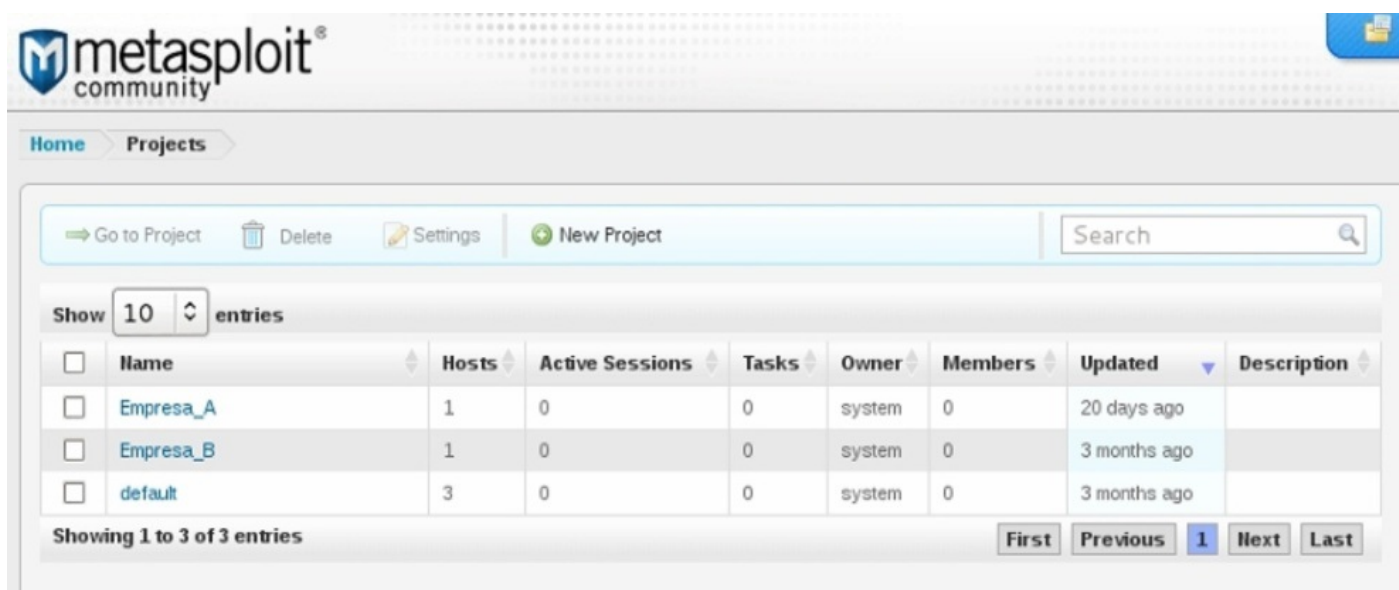 metasploit®
community
Home Projects
Go to Project Delete Settings New Project Search
Show 10 entries
Name Hosts Active Sessions Tasks Owner Members Updated Description
Empresa_A 1 0 0 system 0 20 days ago
Empresa_B 1 0 0 system 0 3 months ago
default 3 0 0 system 0 3 months ago
Showing 1 to 3 of 3 entries First Previous 1 Next Last